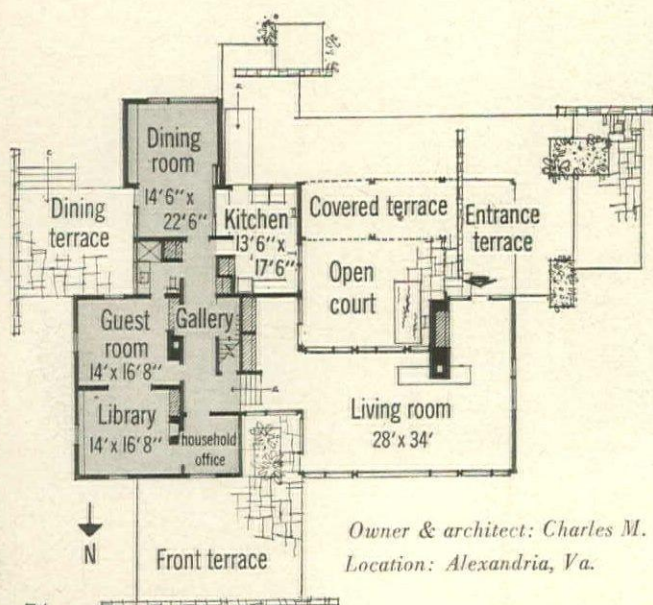 Dining
room
14'6" x
22'6"
Dining
terrace
Kitchen
13'6" x
17'6"
Covered terrace
Entrance
terrace
Open
court
Guest
room
14' x 16'8"
Gallery
Library
14' x 16'8"
household
office
Living room
28' x 34'
N
Front terrace
Owner & architect: Charles M.
Location: Alexandria, Va.